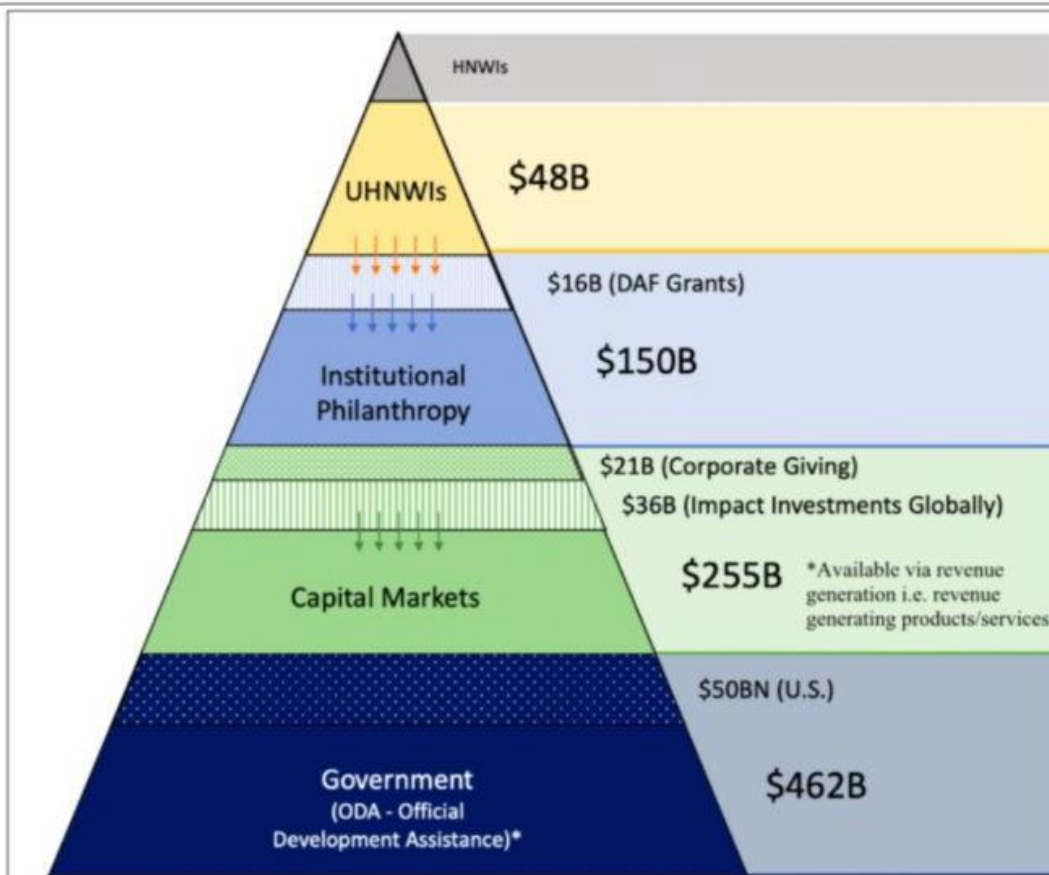 HNWIs
UHNWIs
$48B
$16B (DAF Grants)
$150B
Institutional
Philanthropy
$21B (Corporate Giving)
$36B (Impact Investments Globally)
$255B
*Available via revenue
generation i.e. revenue
generating products/services
Capital Markets
$50BN (U.S.)
$462B
Government
(ODA - Official
Development Assistance)*